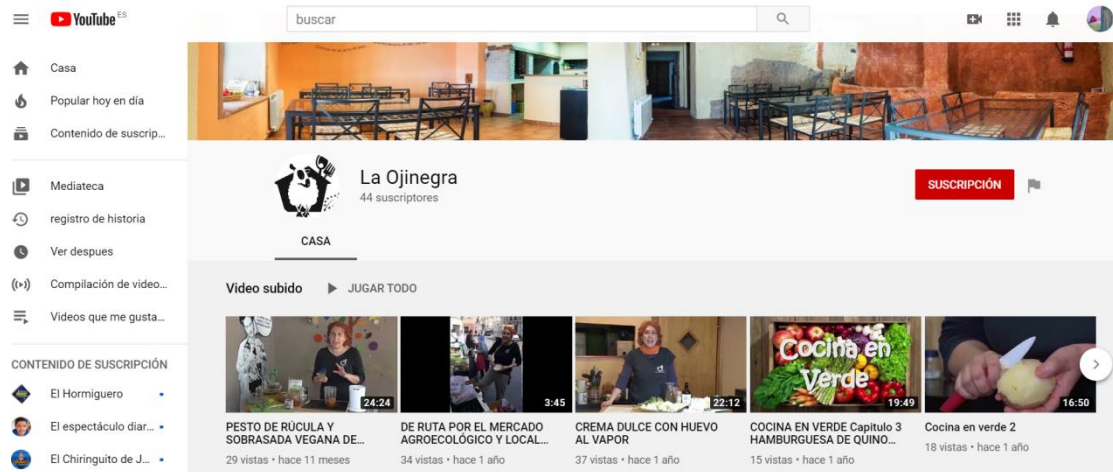 YouTube ES
buscar
Casa
Popular hoy en día
Contenido de suscrip...
Mediateca
registro de historia
Ver despues
Compilación de video...
Videos que me gusta...
CONTENIDO DE SUSCRIPCIÓN
El Hormiguero
El espectáculo diar...
El Chiringuito de J...
La Ojinegra
44 suscriptores
SUSCRIPCIÓN
CASA
Video subido
JUGAR TODO
24:24
PESTO DE RÚCULA Y
SOBRASADA VEGANA DE...
29 vistas • hace 11 meses
3:45
DE RUTA POR EL MERCADO
AGROECOLÓGICO Y LOCAL...
34 vistas • hace 1 año
22:12
CREMA DULCE CON HUEVO
AL VAPOR
37 vistas • hace 1 año
Cocina en
Verde
19:49
COCINA EN VERDE Capitulo 3
HAMBURGUESA DE QUINO...
15 vistas • hace 1 año
16:50
Cocina en verde 2
18 vistas • hace 1 año